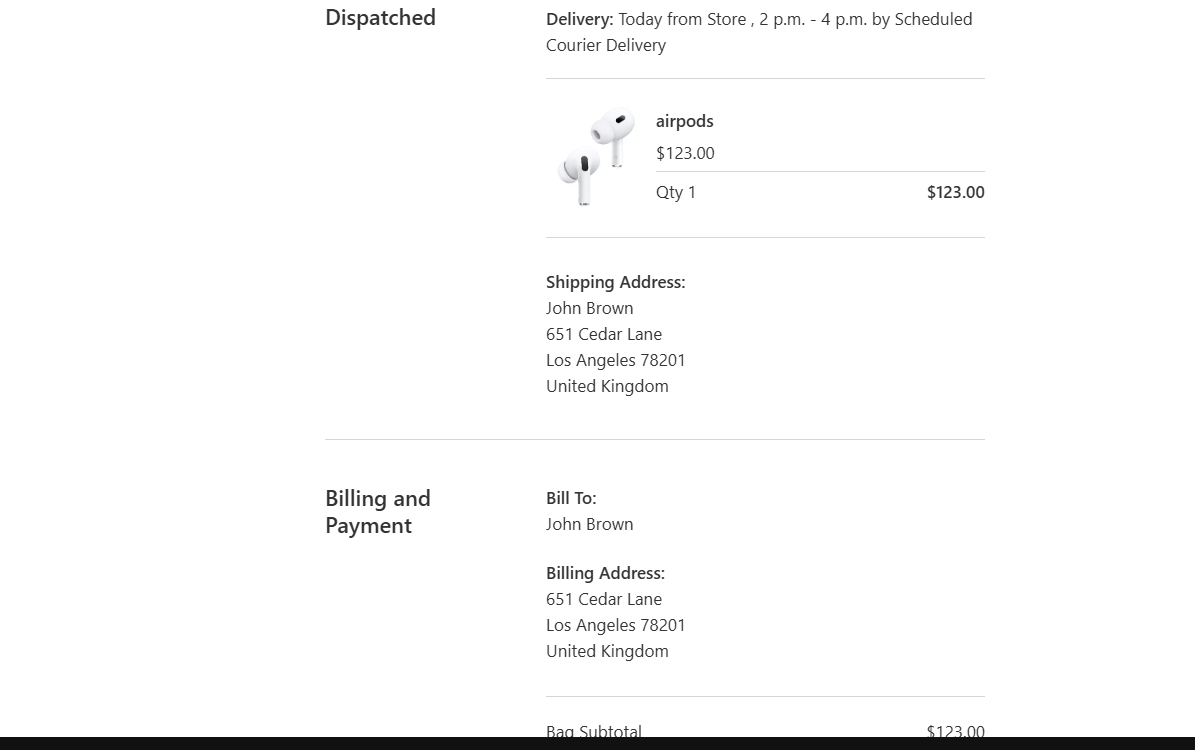 Dispatched
Delivery: Today from Store , 2 p.m. - 4 p.m. by Scheduled
Courier Delivery
airpods
$123.00
Qty 1
$123.00
Shipping Address:
John Brown
651 Cedar Lane
Los Angeles 78201
United Kingdom
Billing and
Payment
Bill To:
John Brown
Billing Address:
651 Cedar Lane
Los Angeles 78201
United Kingdom
Bag Subtotal
$123.00